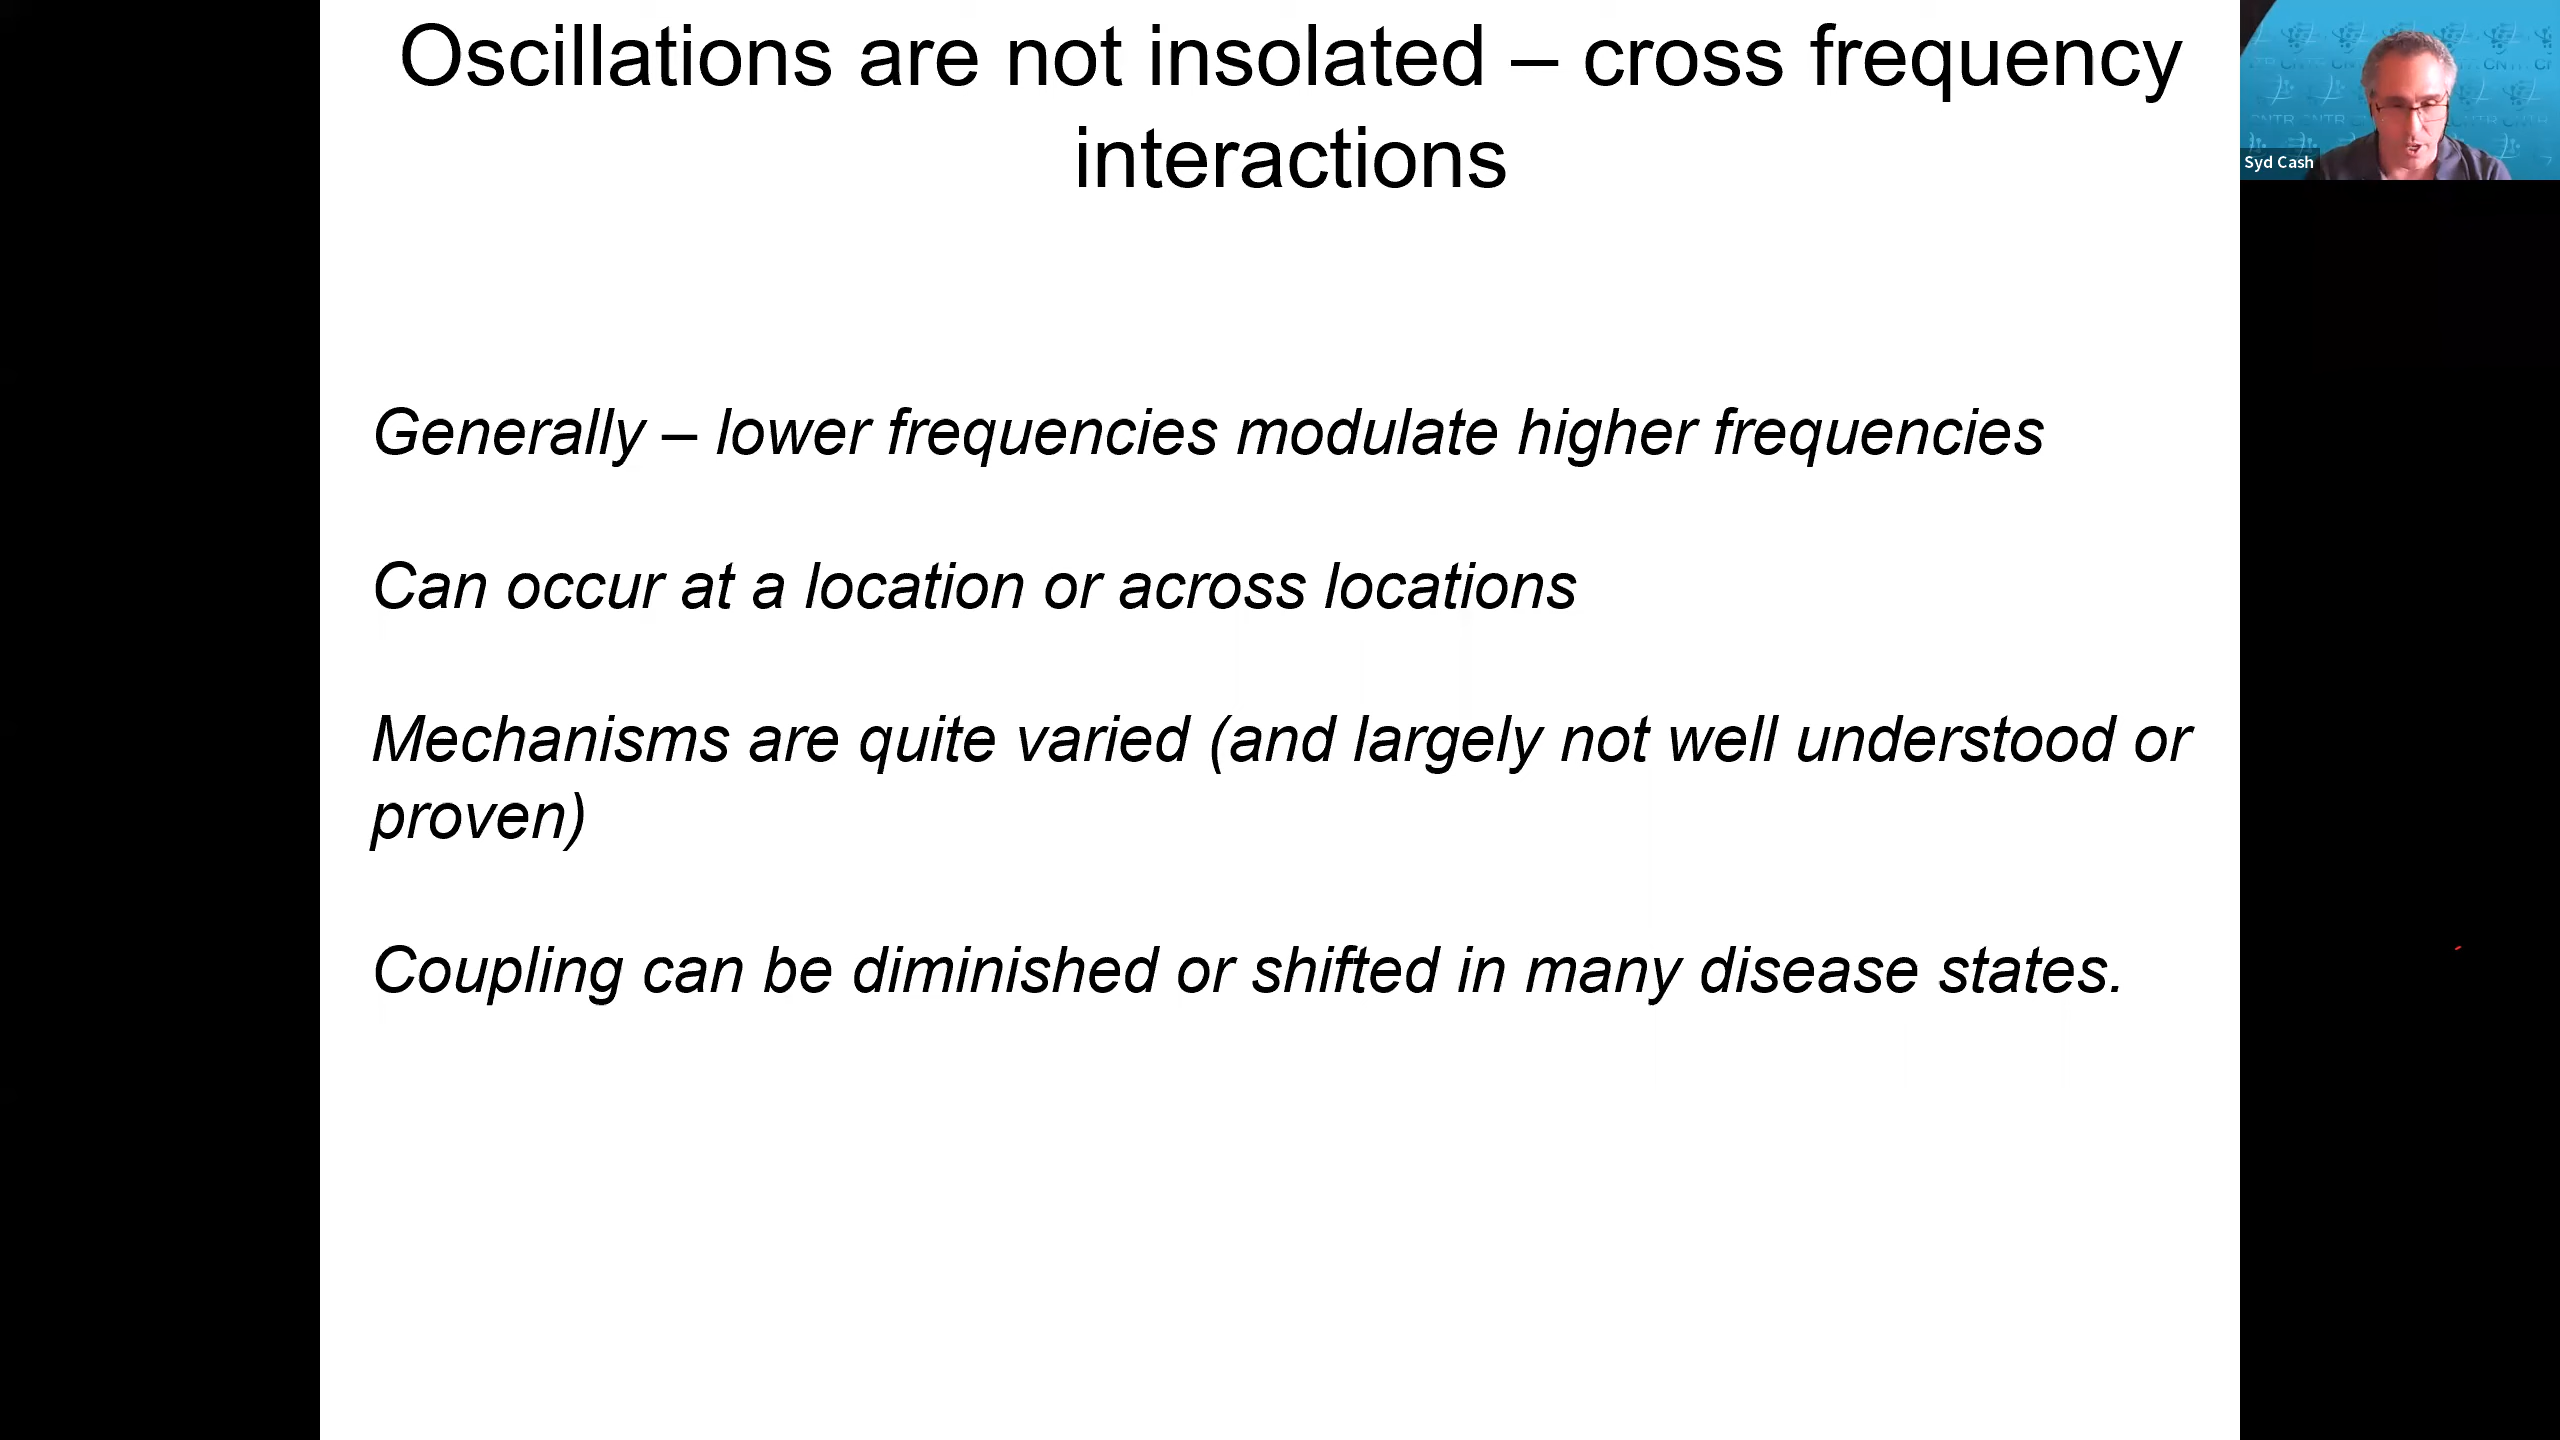 Oscillations are not insolated – cross frequency
interactions
Syd Cash
Generally – lower frequencies modulate higher frequencies
Can occur at a location or across locations
Mechanisms are quite varied (and largely not well understood or
proven)
Coupling can be diminished or shifted in many disease states.